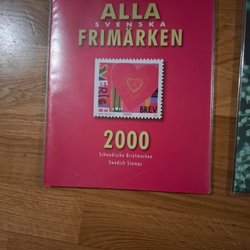 ALLA
SVENSKA
FRIMÄRKEN
SVERIGE
BREV
2000
Schwedische Briefmarken
Swedish Stamps